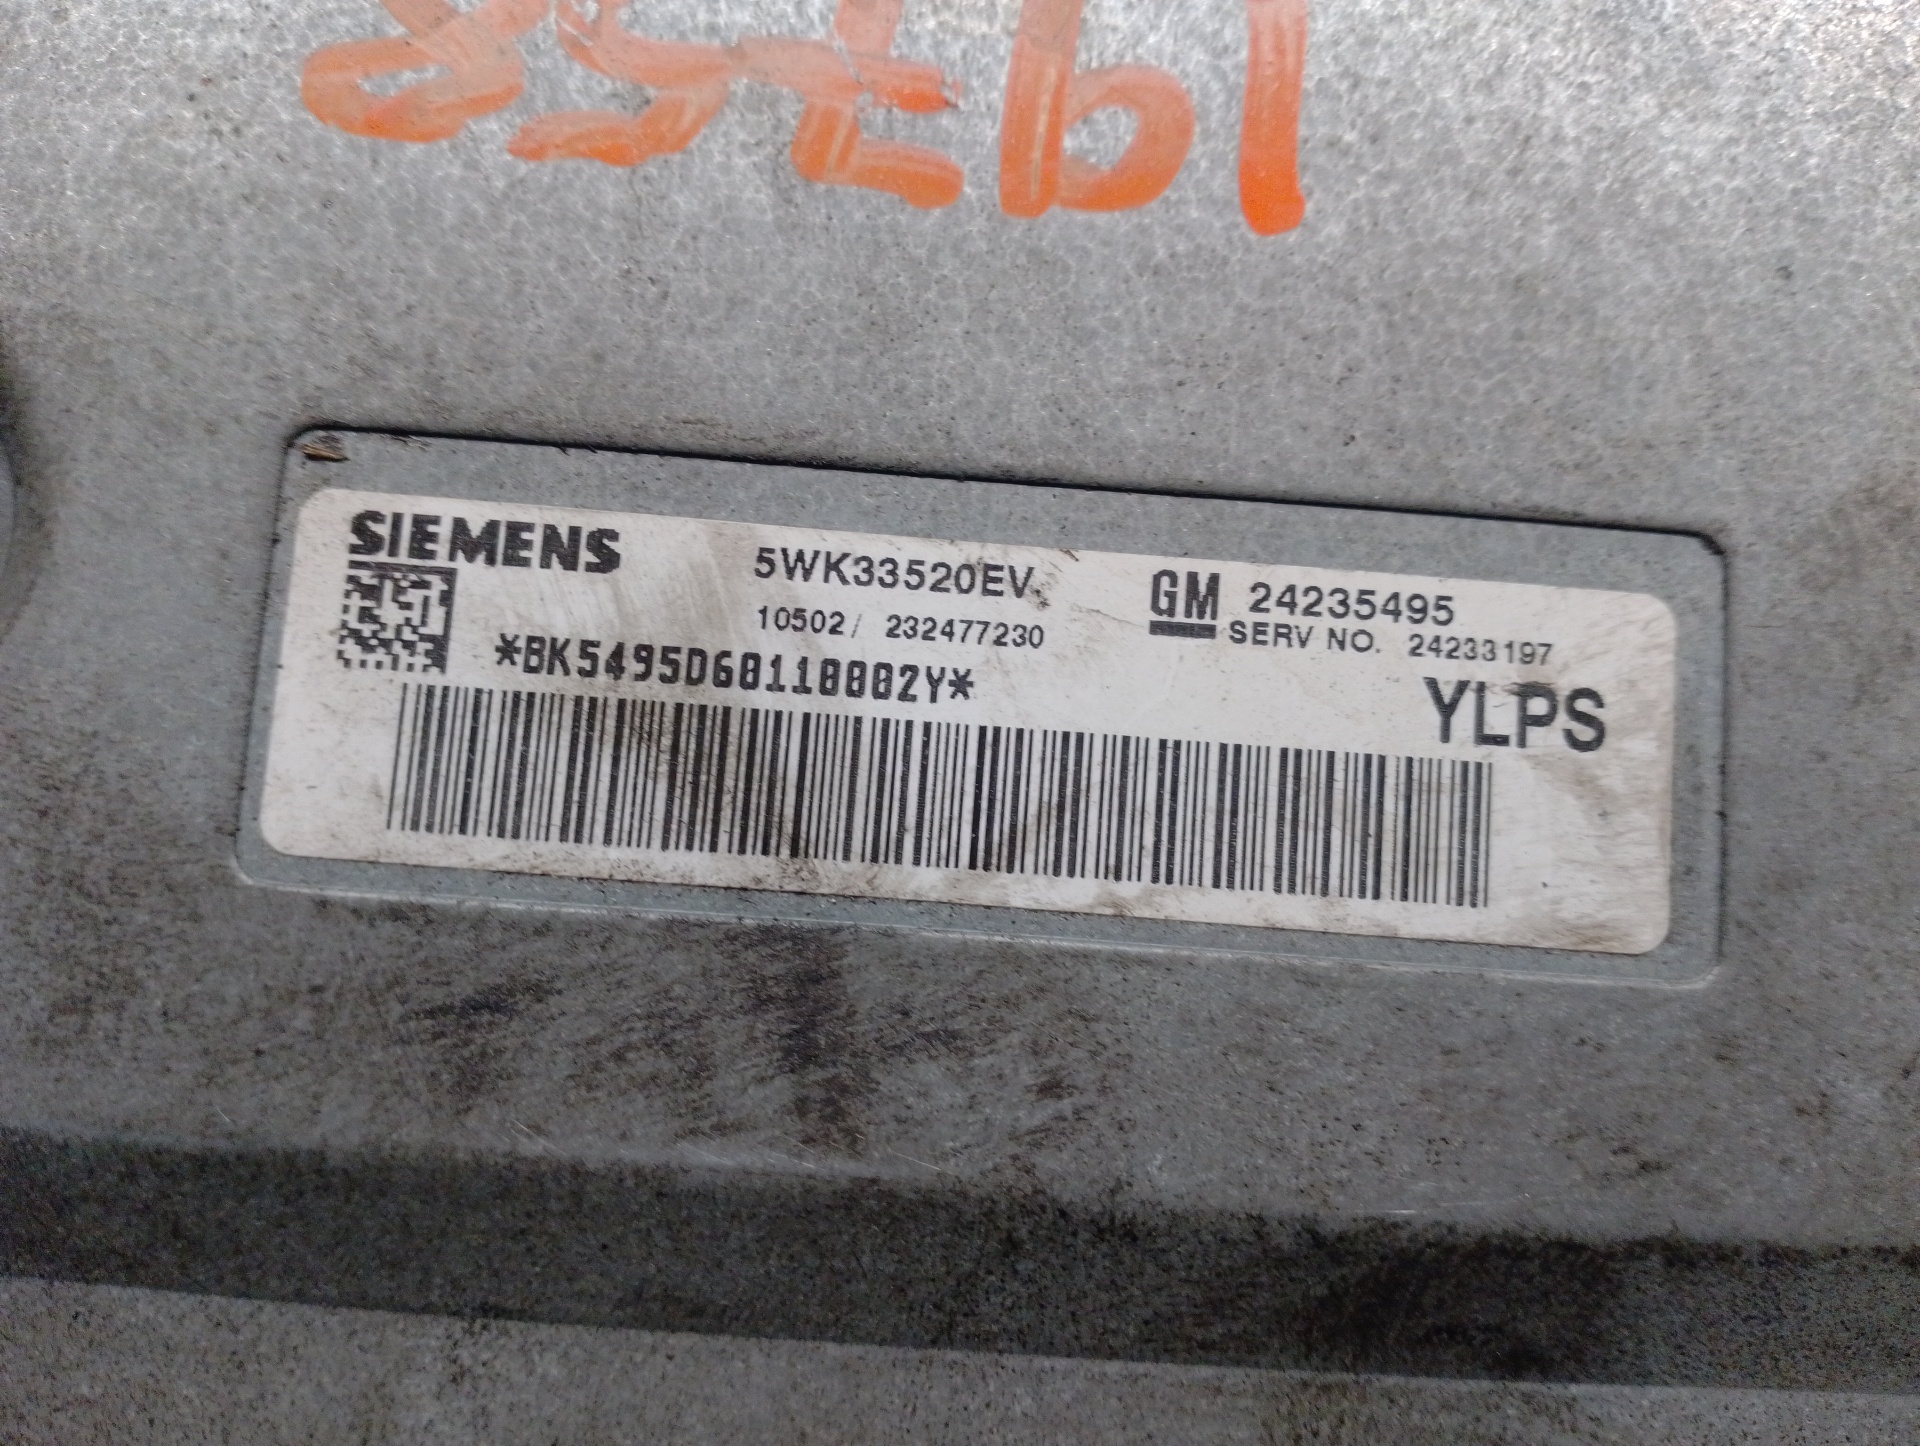 SIEMENS
5WK33520EV
GM 24235495
10502/ 232477230
SERV NO. 24233197
*BK5495D60110002Y*
YLPS